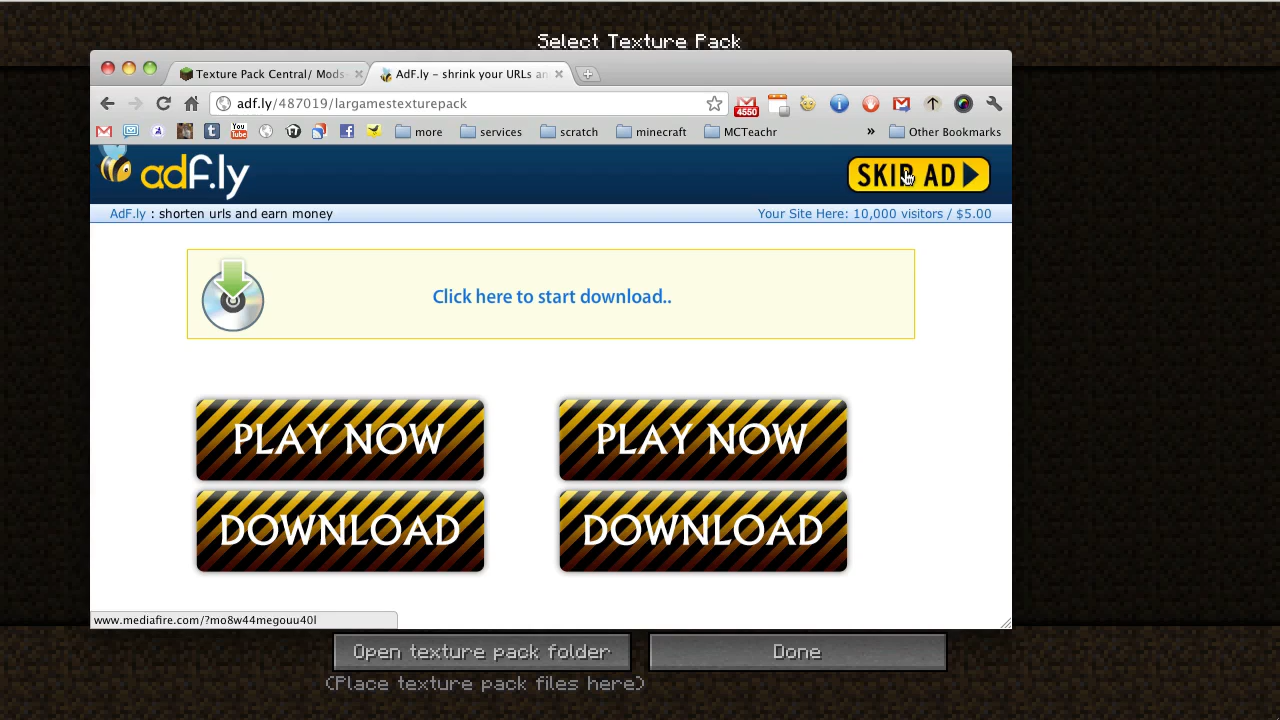 Select Texture Pack
Texture Pack Central/ Mods
AdF.ly – shrink your URLs an
adf.ly/487019/largamestexturepack
4550
You Tube
more
services
scratch
minecraft
MCTeachr
»
Other Bookmarks
adf.ly
SKIP AD
AdF.ly : shorten urls and earn money
Your Site Here: 10,000 visitors / $5.00
Click here to start download..
PLAY NOW
PLAY NOW
DOWNLOAD
DOWNLOAD
www.mediafire.com/?mo8w44megouu40l
Open texture pack folder
Done
(Place texture pack files here)